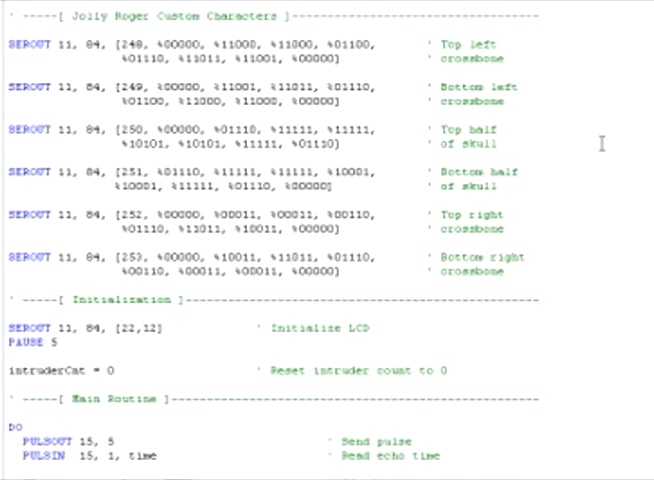 ' -----[ Jolly Roger Custom Characters ]-----------------------------------
SEROUT 11, 84, [248, %00000, %11000, %11000, %01100, ' Top left
%01110, %11011, %11001, %00000] ' crossbone
SEROUT 11, 84, [249, %00000, %11001, %11011, %01110, ' Bottom left
%01100, %11000, %11000, %00000] ' crossbone
SEROUT 11, 84, [250, %00000, %01110, %11111, %11111, ' Top half
%10101, %10101, %11111, %01110] ' of skull
SEROUT 11, 84, [251, %01110, %11111, %11111, %10001, ' Bottom half
%10001, %11111, %01110, %00000] ' of skull
SEROUT 11, 84, [252, %00000, %00011, %00011, %00110, ' Top right
%01110, %11011, %10011, %00000] ' crossbone
SEROUT 11, 84, [253, %00000, %10011, %11011, %01110, ' Bottom right
%00110, %00011, %00011, %00000] ' crossbone
' -----[ Initialization ]--------------------------------------------------
SEROUT 11, 84, [22,12] ' Initialize LCD
PAUSE 5
intruderCnt = 0 ' Reset intruder count to 0
' -----[ Main Routine ]----------------------------------------------------
DO
PULSOUT 15, 5 ' Send pulse
PULSIN 15, 1, time ' Read echo time